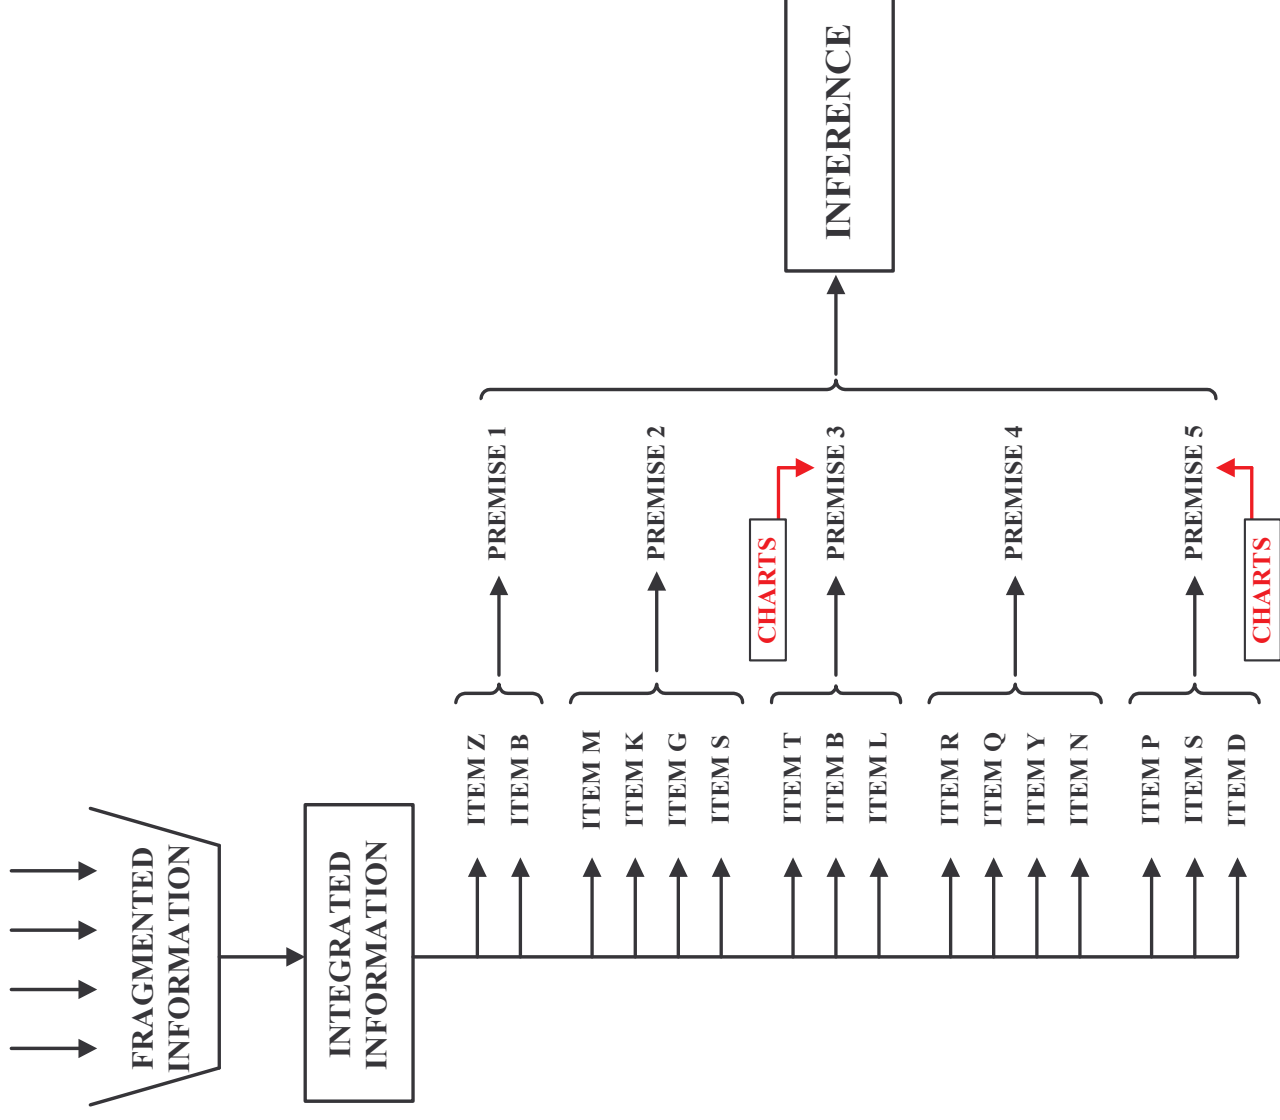 FRAGMENTED
INFORMATION
INTEGRATED
INFORMATION
ITEM Z
ITEM B
ITEM M
ITEM K
ITEM G
ITEM S
ITEM T
ITEM B
ITEM L
ITEM R
ITEM Q
ITEM Y
ITEM N
ITEM P
ITEM S
ITEM D
PREMISE 1
PREMISE 2
CHARTS
PREMISE 3
PREMISE 4
PREMISE 5
CHARTS
INFERENCE